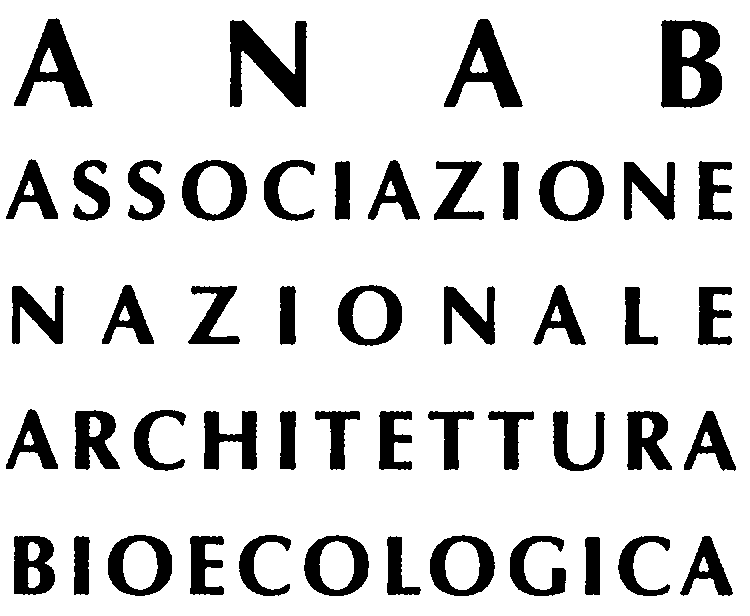 A N A B
ASSOCIAZIONE
NAZIONALE
ARCHITETTURA
BIOECOLOGICA